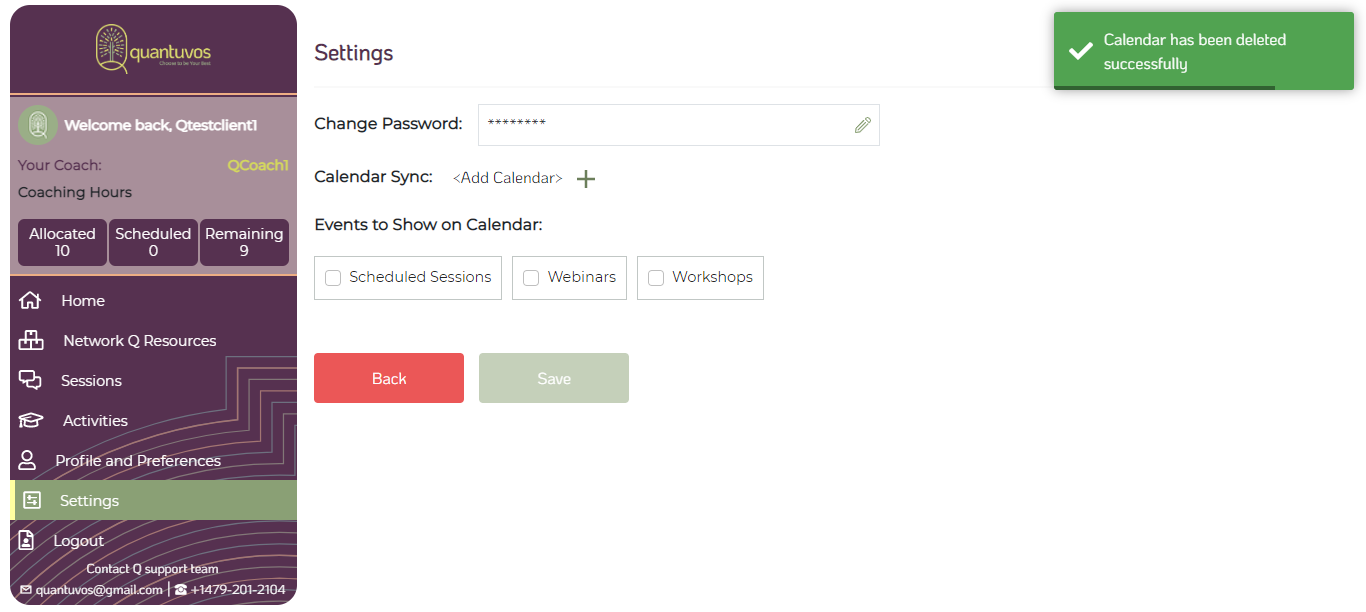 quantuvos
Choose to be Your Best
Welcome back, Qtestclient1
Your Coach: QCoach1
Coaching Hours
Allocated Scheduled Remaining
10 0 9
Home
Network Q Resources
Sessions
Activities
Profile and Preferences
Settings
Logout
Contact Q support team
quantuvos@gmail.com | +1479-201-2104
Settings
Calendar has been deleted
successfully
Change Password: ********
Calendar Sync: <Add Calendar>
Events to Show on Calendar:
Scheduled Sessions Webinars Workshops
Back Save